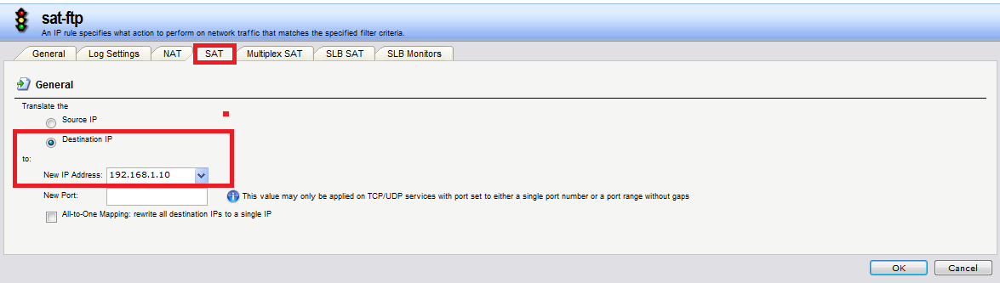 sat-ftp
An IP rule specifies what action to perform on network traffic that matches the specified filter criteria.
General Log Settings NAT SAT Multiplex SAT SLB SAT SLB Monitors
General
Translate the
Source IP
Destination IP
to:
New IP Address: 192.168.1.10
New Port: This value may only be applied on TCP/UDP services with port set to either a single port number or a port range without gaps
All-to-One Mapping: rewrite all destination IPs to a single IP
OK Cancel